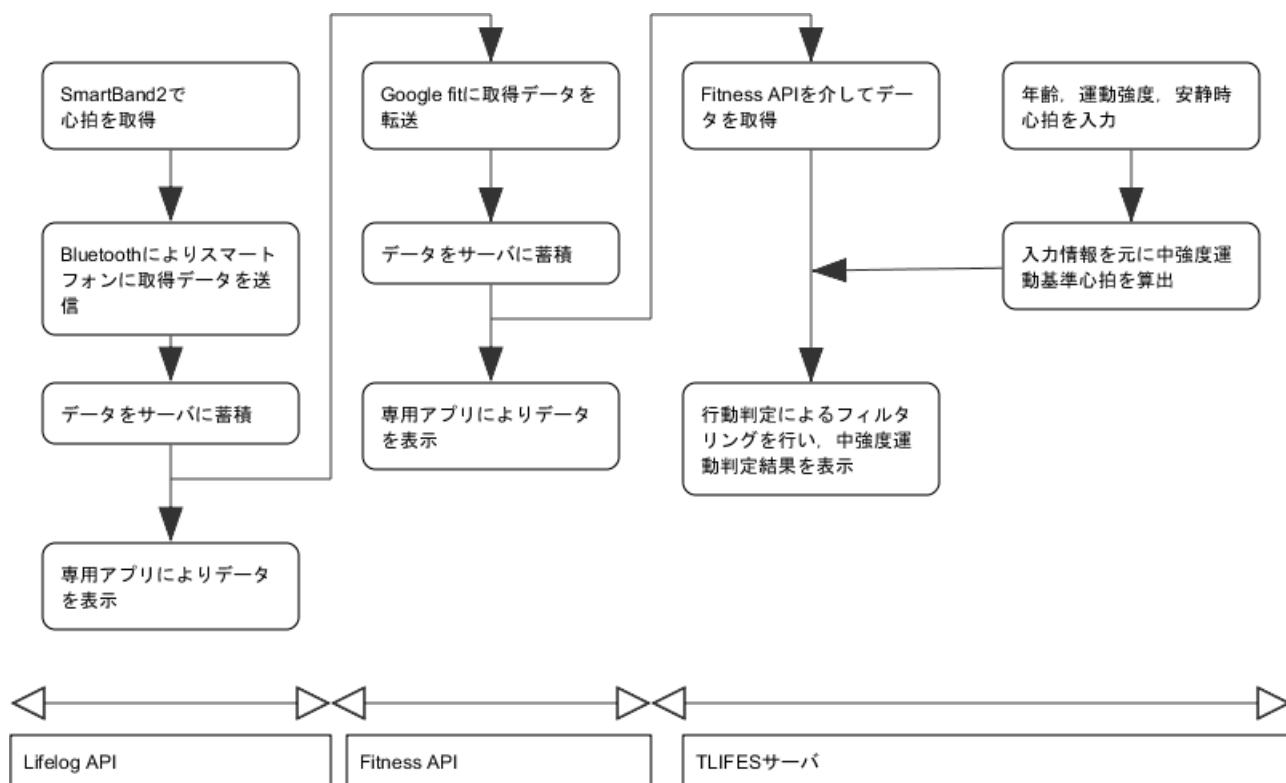 SmartBand2で
心拍を取得
Bluetoothによりスマート
フォンに取得データを送
信
データをサーバに蓄積
専用アプリによりデータ
を表示
Google fitに取得データを
転送
データをサーバに蓄積
専用アプリによりデータ
を表示
Fitness APIを介してデー
タを取得
行動判定によるフィルタ
リングを行い，中強度運
動判定結果を表示
年齢，運動強度，安静時
心拍を入力
入力情報を元に中強度運
動基準心拍を算出
Lifelog API
Fitness API
TLIFESサーバ